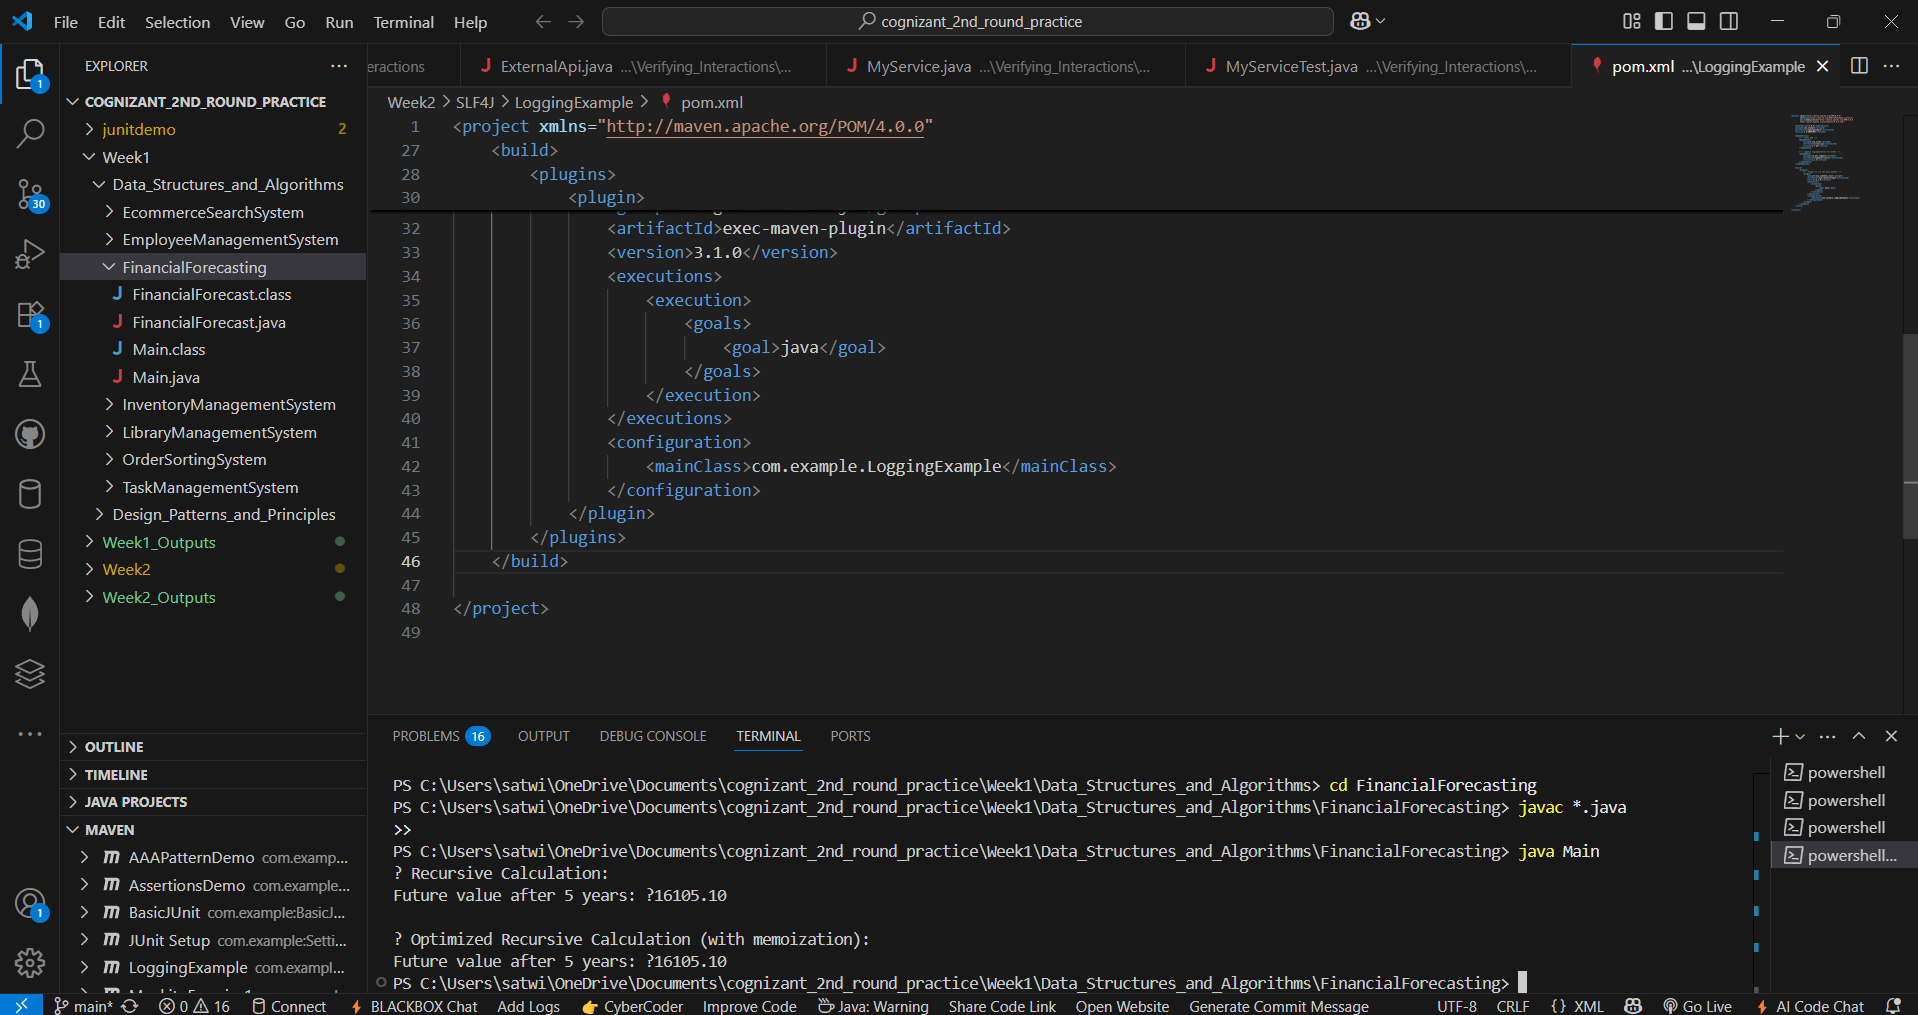 File Edit Selection View Go Run Terminal Help
cognizant_2nd_round_practice
EXPLORER
COGNIZANT_2ND_ROUND_PRACTICE
junitdemo 2
Week1
Data_Structures_and_Algorithms
EcommerceSearchSystem
EmployeeManagementSystem
FinancialForecasting
FinancialForecast.class
FinancialForecast.java
Main.class
Main.java
InventoryManagementSystem
LibraryManagementSystem
OrderSortingSystem
TaskManagementSystem
Design_Patterns_and_Principles
Week1_Outputs
Week2
Week2_Outputs
OUTLINE
TIMELINE
JAVA PROJECTS
MAVEN
AAAPatternDemo com.examp...
AssertionsDemo com.example...
BasicJUnit com.example:BasicJ...
JUnit Setup com.example:Setti...
LoggingExample com.exampl...
1
30
1
1
eractions
ExternalApi.java ...\Verifying_Interactions\...
MyService.java ...\Verifying_Interactions\...
MyServiceTest.java ...\Verifying_Interactions\...
pom.xml ...\LoggingExample
Week2 > SLF4J > LoggingExample > pom.xml
1 <project xmlns="http://maven.apache.org/POM/4.0.0"
27 <build>
28 <plugins>
30 <plugin>
32 <artifactId>exec-maven-plugin</artifactId>
33 <version>3.1.0</version>
34 <executions>
35 <execution>
36 <goals>
37 <goal>java</goal>
38 </goals>
39 </execution>
40 </executions>
41 <configuration>
42 <mainClass>com.example.LoggingExample</mainClass>
43 </configuration>
44 </plugin>
45 </plugins>
46 </build>
47
48 </project>
49
PROBLEMS 16 OUTPUT DEBUG CONSOLE TERMINAL PORTS
PS C:\Users\satwi\OneDrive\Documents\cognizant_2nd_round_practice\Week1\Data_Structures_and_Algorithms> cd FinancialForecasting
PS C:\Users\satwi\OneDrive\Documents\cognizant_2nd_round_practice\Week1\Data_Structures_and_Algorithms\FinancialForecasting> javac *.java
>>
PS C:\Users\satwi\OneDrive\Documents\cognizant_2nd_round_practice\Week1\Data_Structures_and_Algorithms\FinancialForecasting> java Main
? Recursive Calculation:
Future value after 5 years: ?16105.10
? Optimized Recursive Calculation (with memoization):
Future value after 5 years: ?16105.10
PS C:\Users\satwi\OneDrive\Documents\cognizant_2nd_round_practice\Week1\Data_Structures_and_Algorithms\FinancialForecasting>
powershell
powershell
powershell
powershell...
main* 0 16 Connect BLACKBOX Chat Add Logs CyberCoder Improve Code Java: Warning Share Code Link Open Website Generate Commit Message UTF-8 CRLF {} XML Go Live AI Code Chat